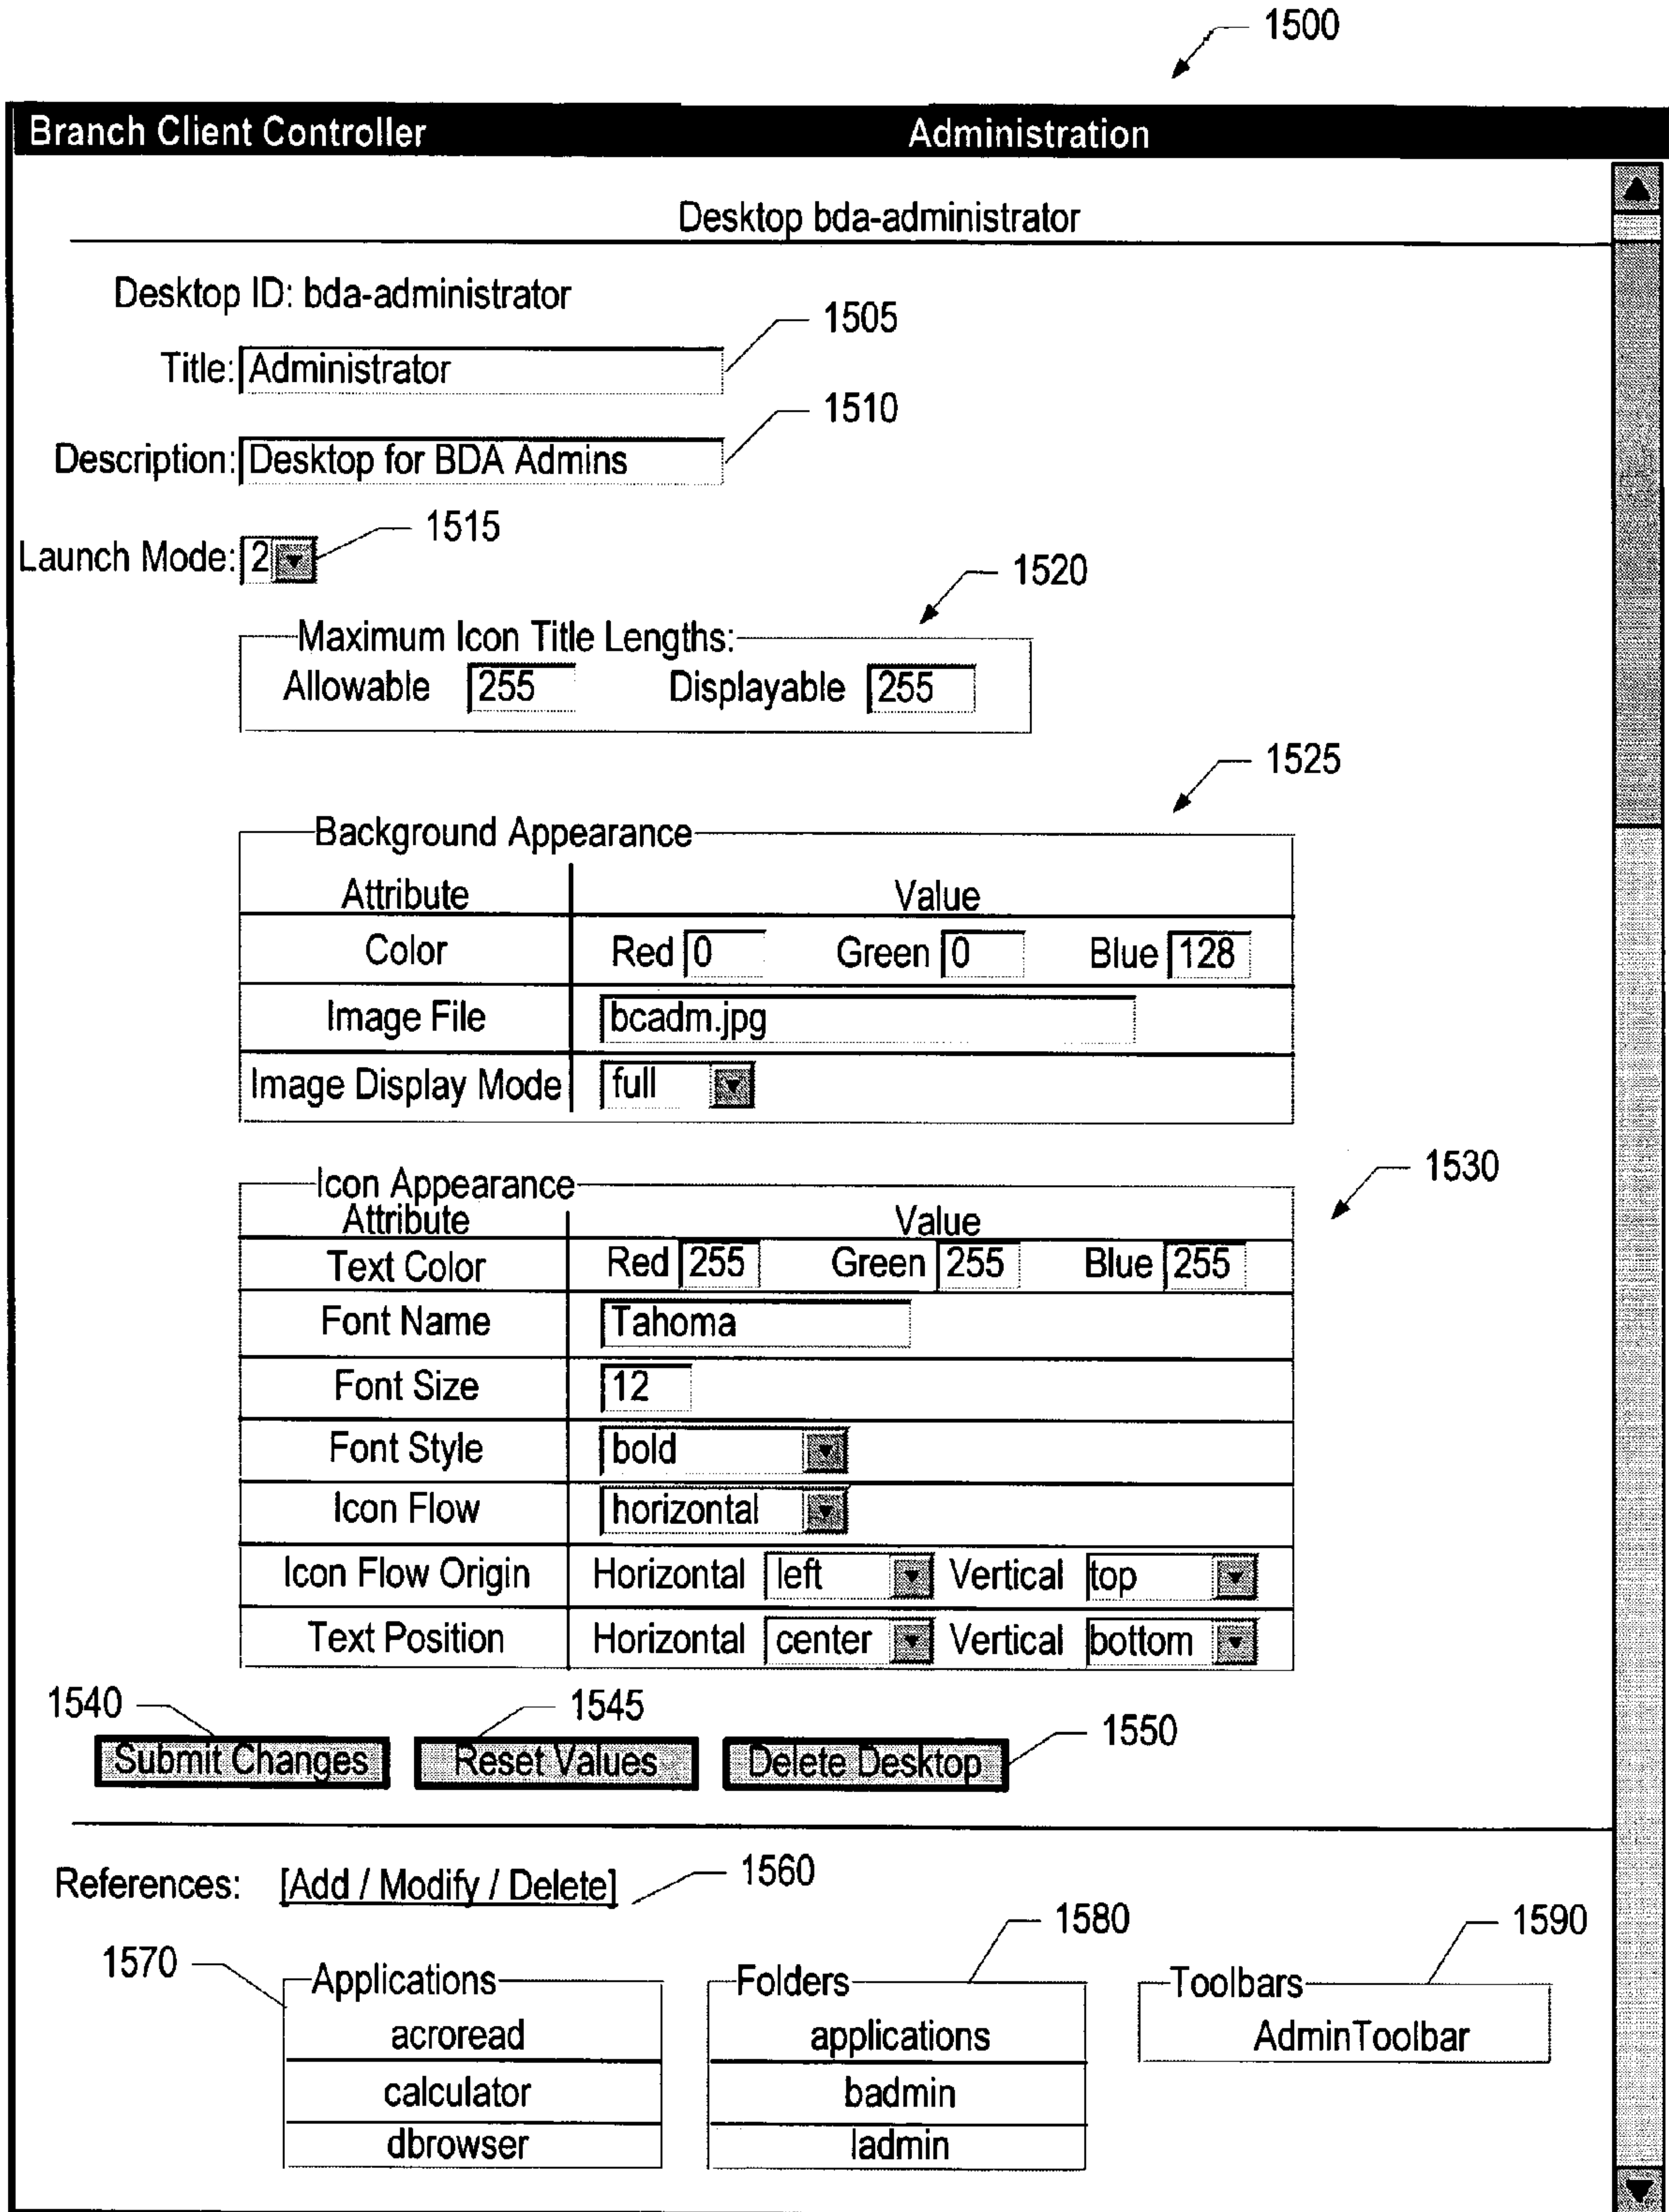 1500
Branch Client Controller Administration
Desktop bda-administrator
Desktop ID: bda-administrator
1505
Title: Administrator
1510
Description: Desktop for BDA Admins
1515
Launch Mode: 2
1520
Maximum Icon Title Lengths:
Allowable 255 Displayable 255
1525
Background Appearance
Attribute Value
Color Red 0 Green 0 Blue 128
Image File bcadm.jpg
Image Display Mode full
1530
Icon Appearance
Attribute Value
Text Color Red 255 Green 255 Blue 255
Font Name Tahoma
Font Size 12
Font Style bold
Icon Flow horizontal
Icon Flow Origin Horizontal left Vertical top
Text Position Horizontal center Vertical bottom
1540 1545 1550
Submit Changes Reset Values Delete Desktop
References: [Add / Modify / Delete] 1560
1570 1580 1590
Applications Folders Toolbars
acroread applications AdminToolbar
calculator badmin
dbrowser ladmin